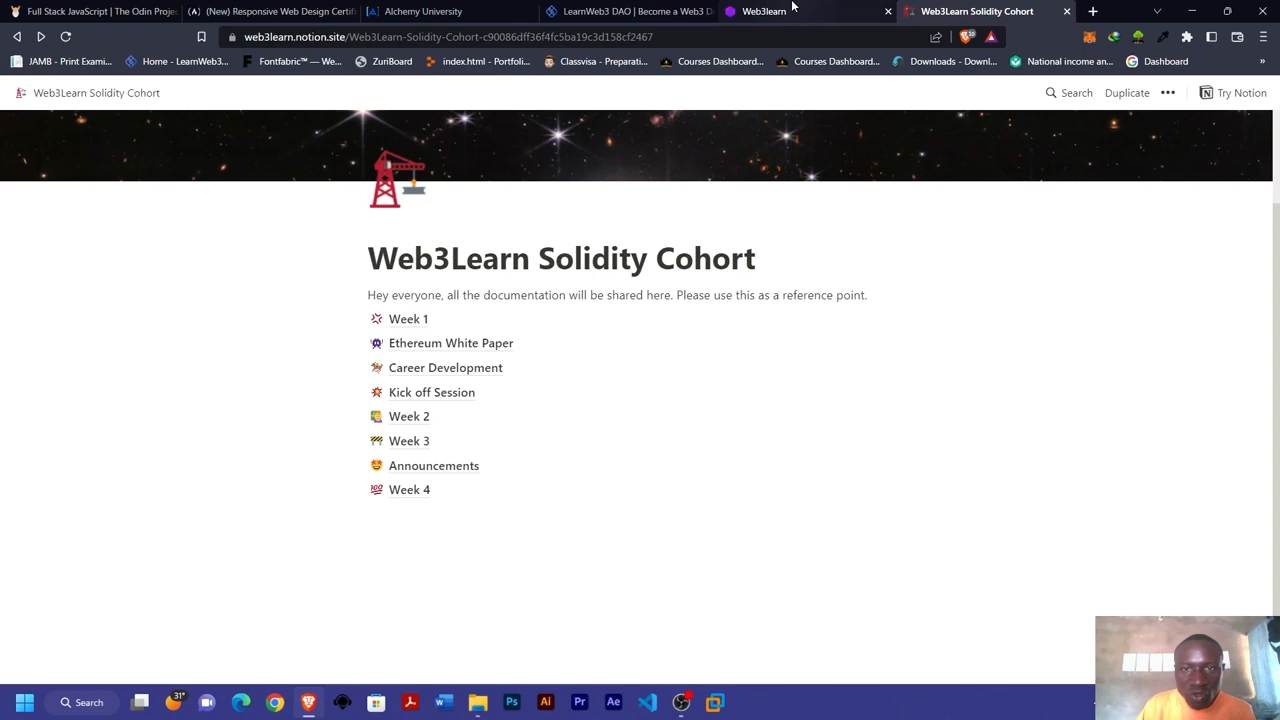 Full Stack JavaScript | The Odin Projec
(New) Responsive Web Design Certif
Alchemy University
LearnWeb3 DAO | Become a Web3 D
Web3learn
Web3Learn Solidity Cohort
web3learn.notion.site/Web3Learn-Solidity-Cohort-c90086dff36f4fc5ba19c3d158cf2467
JAMB - Print Exami...
Home - LearnWeb3...
Fontfabric™ — We...
ZuriBoard
index.html - Portfoli...
Classvisa - Preparati...
Courses Dashboard...
Courses Dashboard...
Downloads - Downl...
National income an...
Dashboard
»
Web3Learn Solidity Cohort
Search
Duplicate
•••
Try Notion
Web3Learn Solidity Cohort
Hey everyone, all the documentation will be shared here. Please use this as a reference point.
Week 1
Ethereum White Paper
Career Development
Kick off Session
Week 2
Week 3
Announcements
Week 4
Search
31°